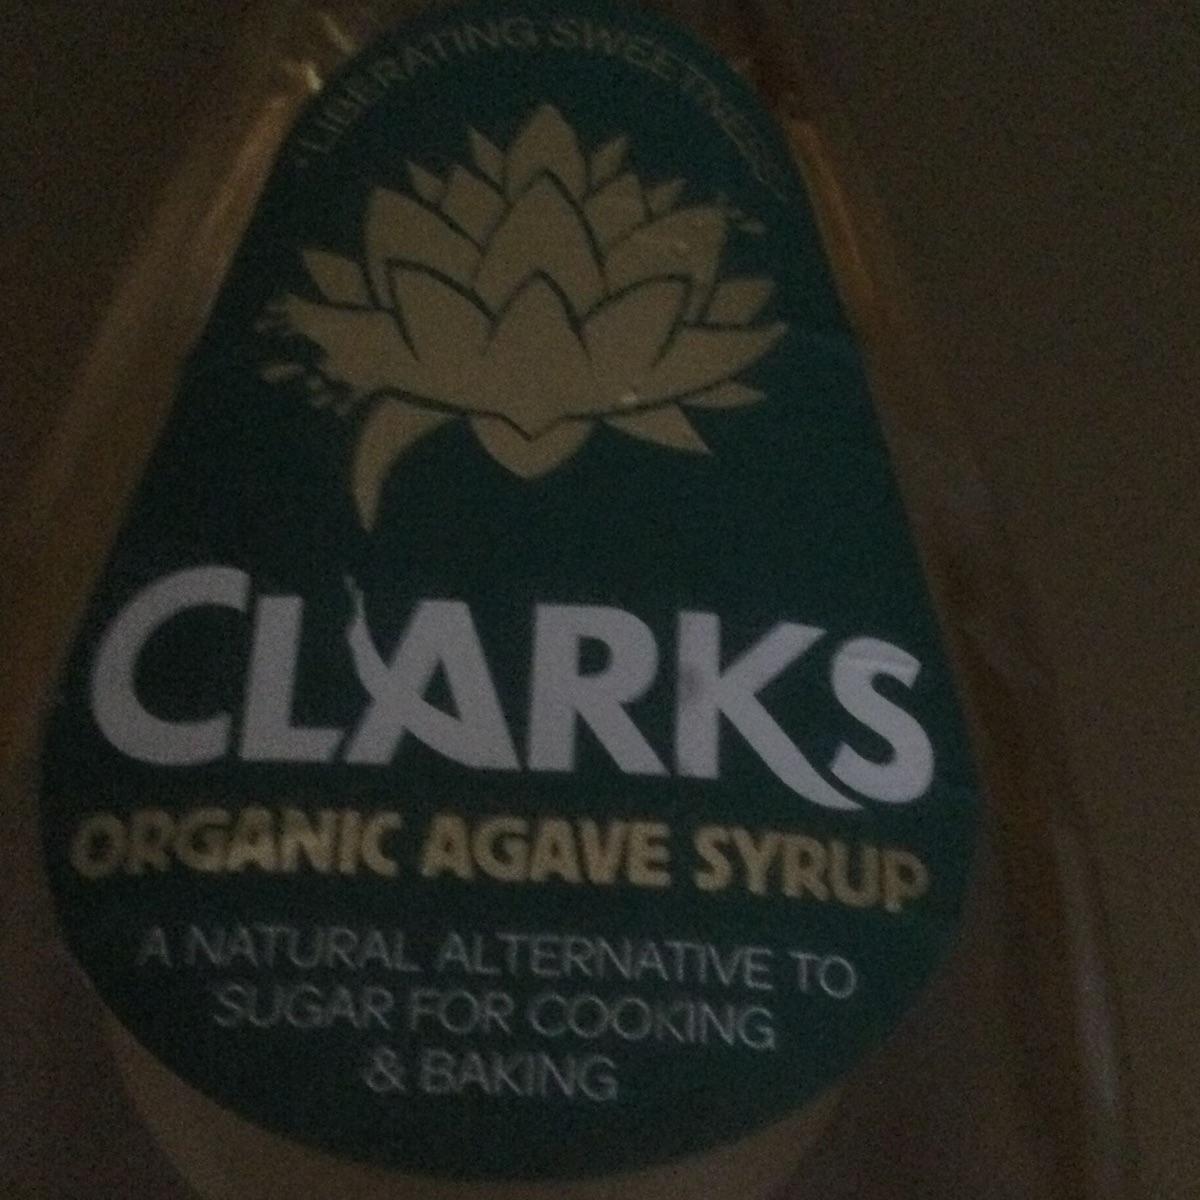 LIBERATING SWEETNESS
CLARKS
ORGANIC AGAVE SYRUP
A NATURAL ALTERNATIVE TO
SUGAR FOR COOKING
& BAKING